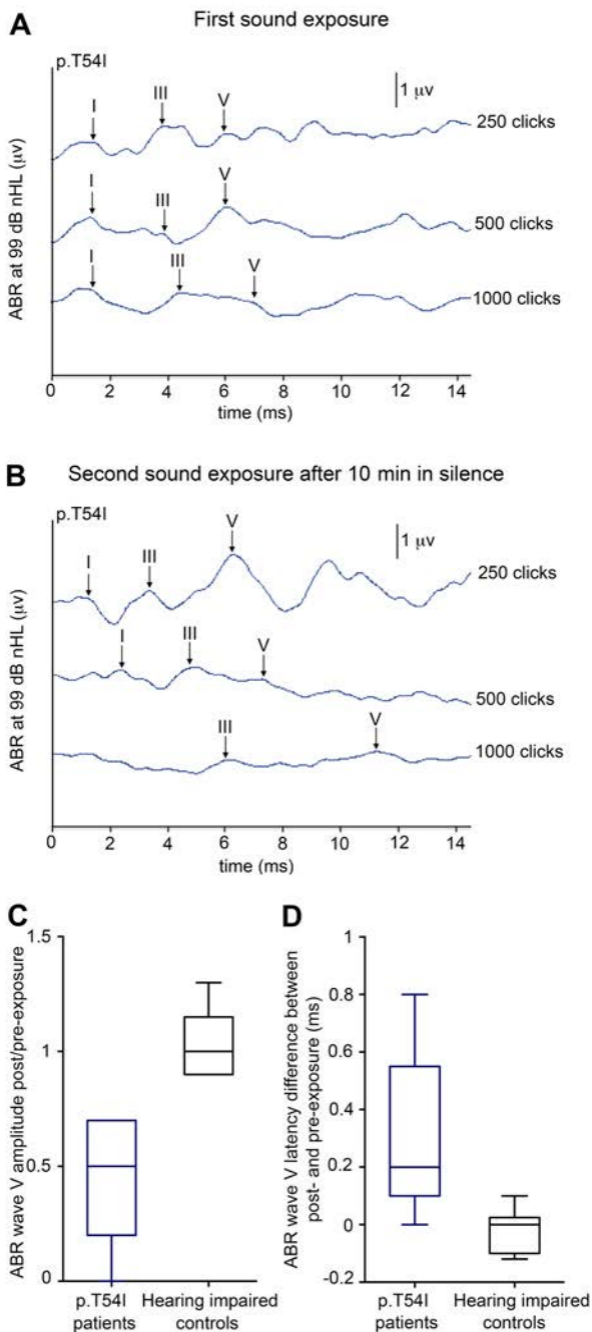 A
First sound exposure
p.T54I
ABR at 99 dB nHL (μv)
1 μv
I III V
250 clicks
I III V
500 clicks
I III V
1000 clicks
0 2 4 6 8 10 12 14
time (ms)
B
Second sound exposure after 10 min in silence
p.T54I
ABR at 99 dB nHL (μv)
1 μv
I III V
250 clicks
I III V
500 clicks
III V
1000 clicks
0 2 4 6 8 10 12 14
time (ms)
C
ABR wave V amplitude post/pre-exposure
1.5
1
0.5
0
p.T54I
patients
Hearing impaired
controls
D
ABR wave V latency difference between
post- and pre-exposure (ms)
1
0.8
0.6
0.4
0.2
0
-0.2
p.T54I
patients
Hearing impaired
controls